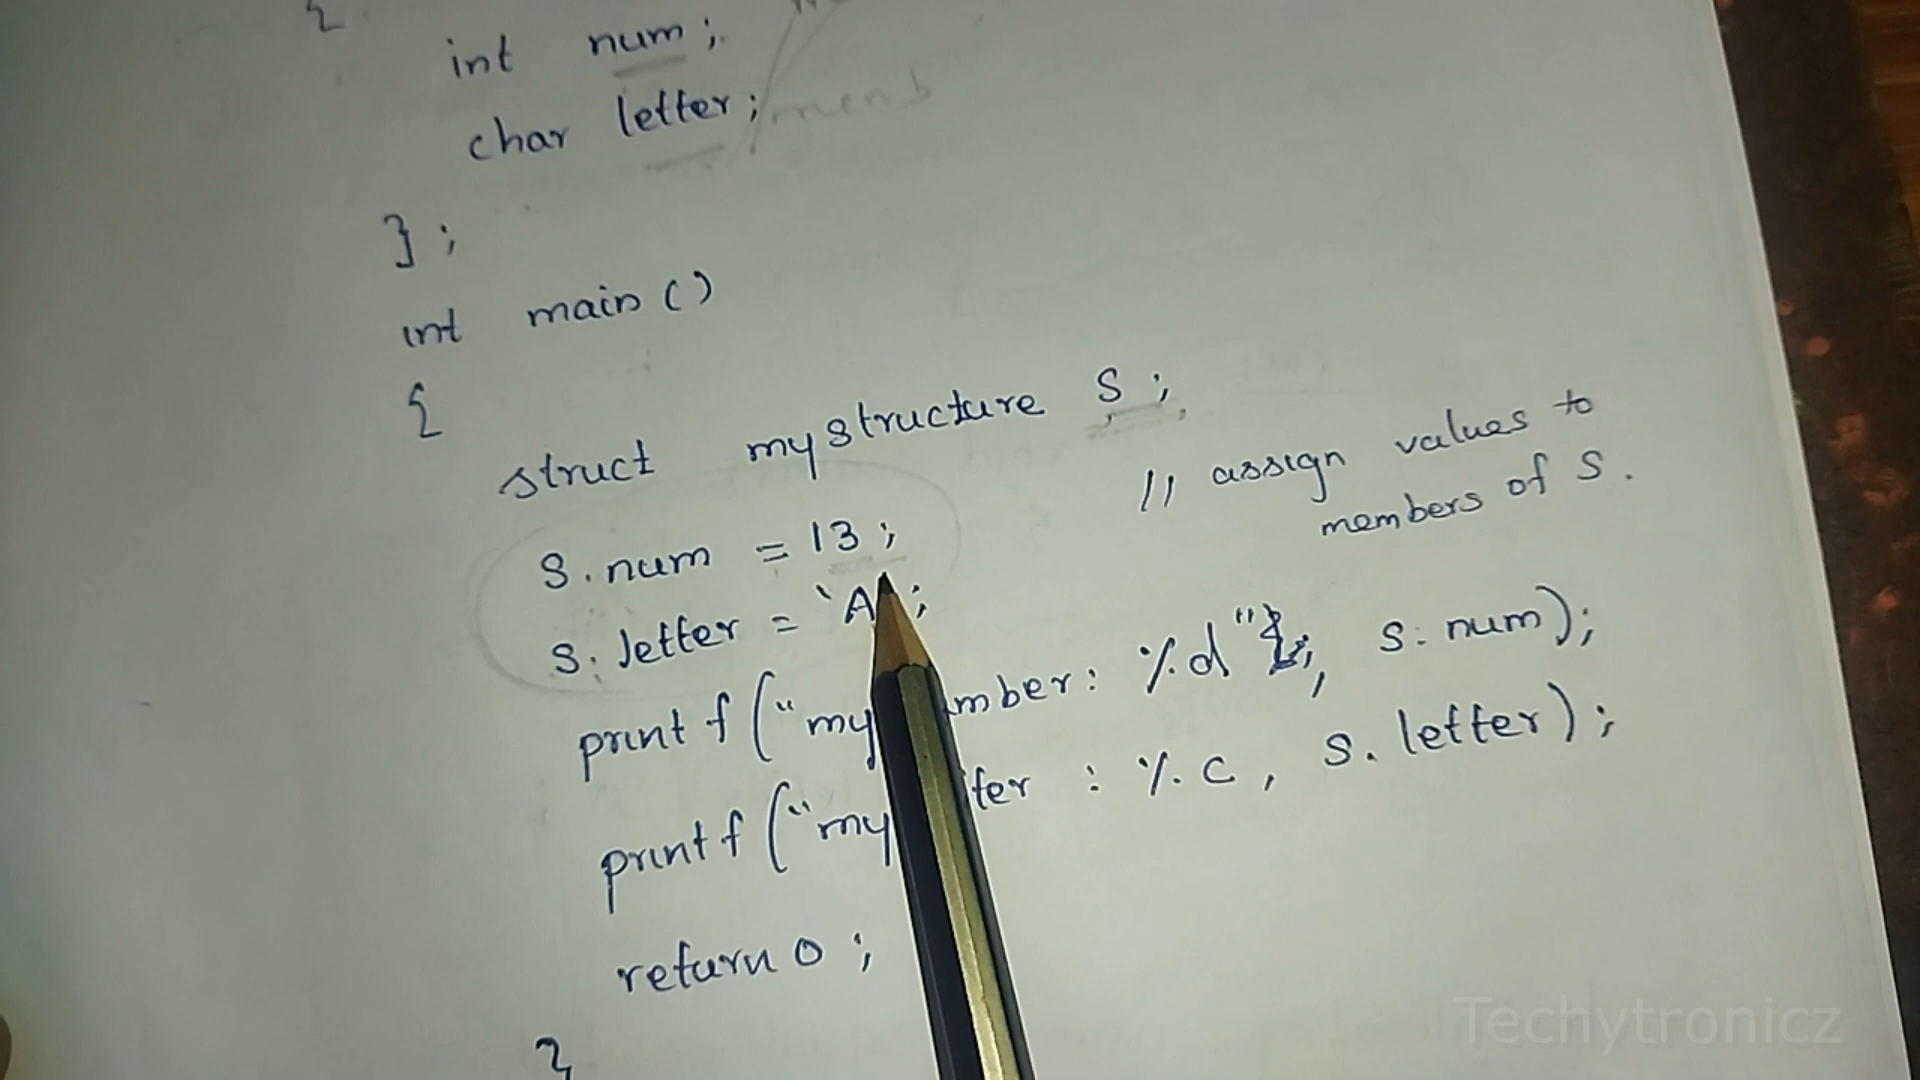 {
int num;
char letter;
};
int main()
{
struct mystructure S;
// assign values to
members of S.
S.num = 13;
S.letter = 'A';
printf("my mber: %d", s.num);
printf("my ter : %c, s.letter);
return 0;
}
Techytronicz